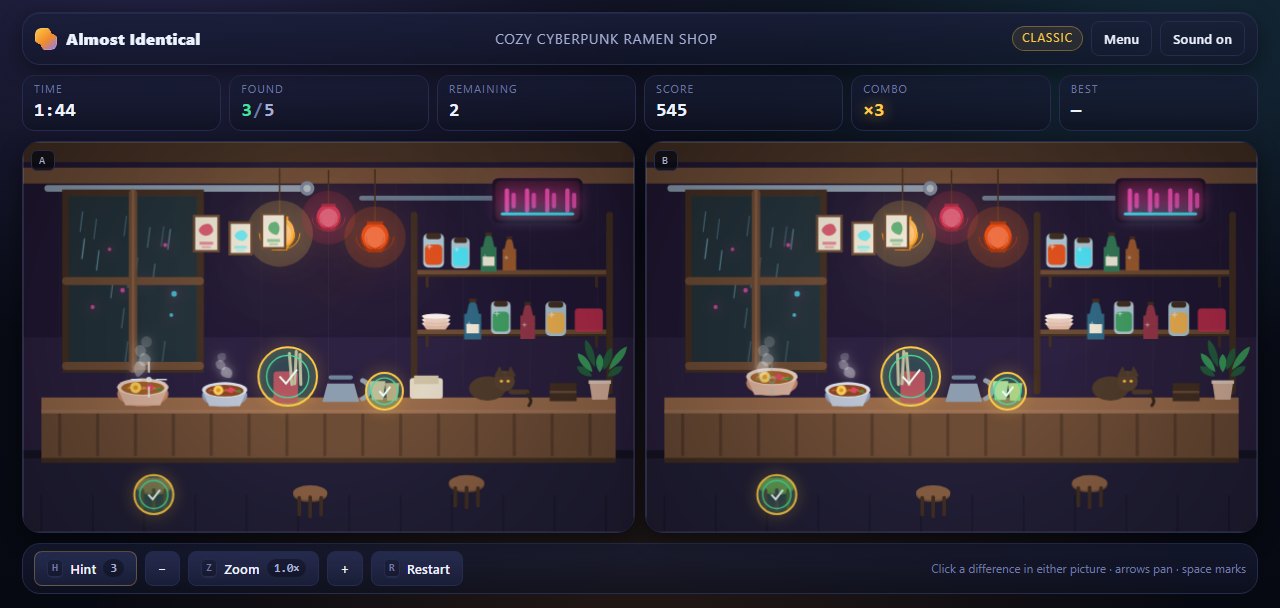 Almost Identical
COZY CYBERPUNK RAMEN SHOP
CLASSIC
Menu
Sound on
TIME
1:44
FOUND
3/5
REMAINING
2
SCORE
545
COMBO
×3
BEST
—
A
B
H Hint 3
−
Z Zoom 1.0x
+
R Restart
Click a difference in either picture · arrows pan · space marks